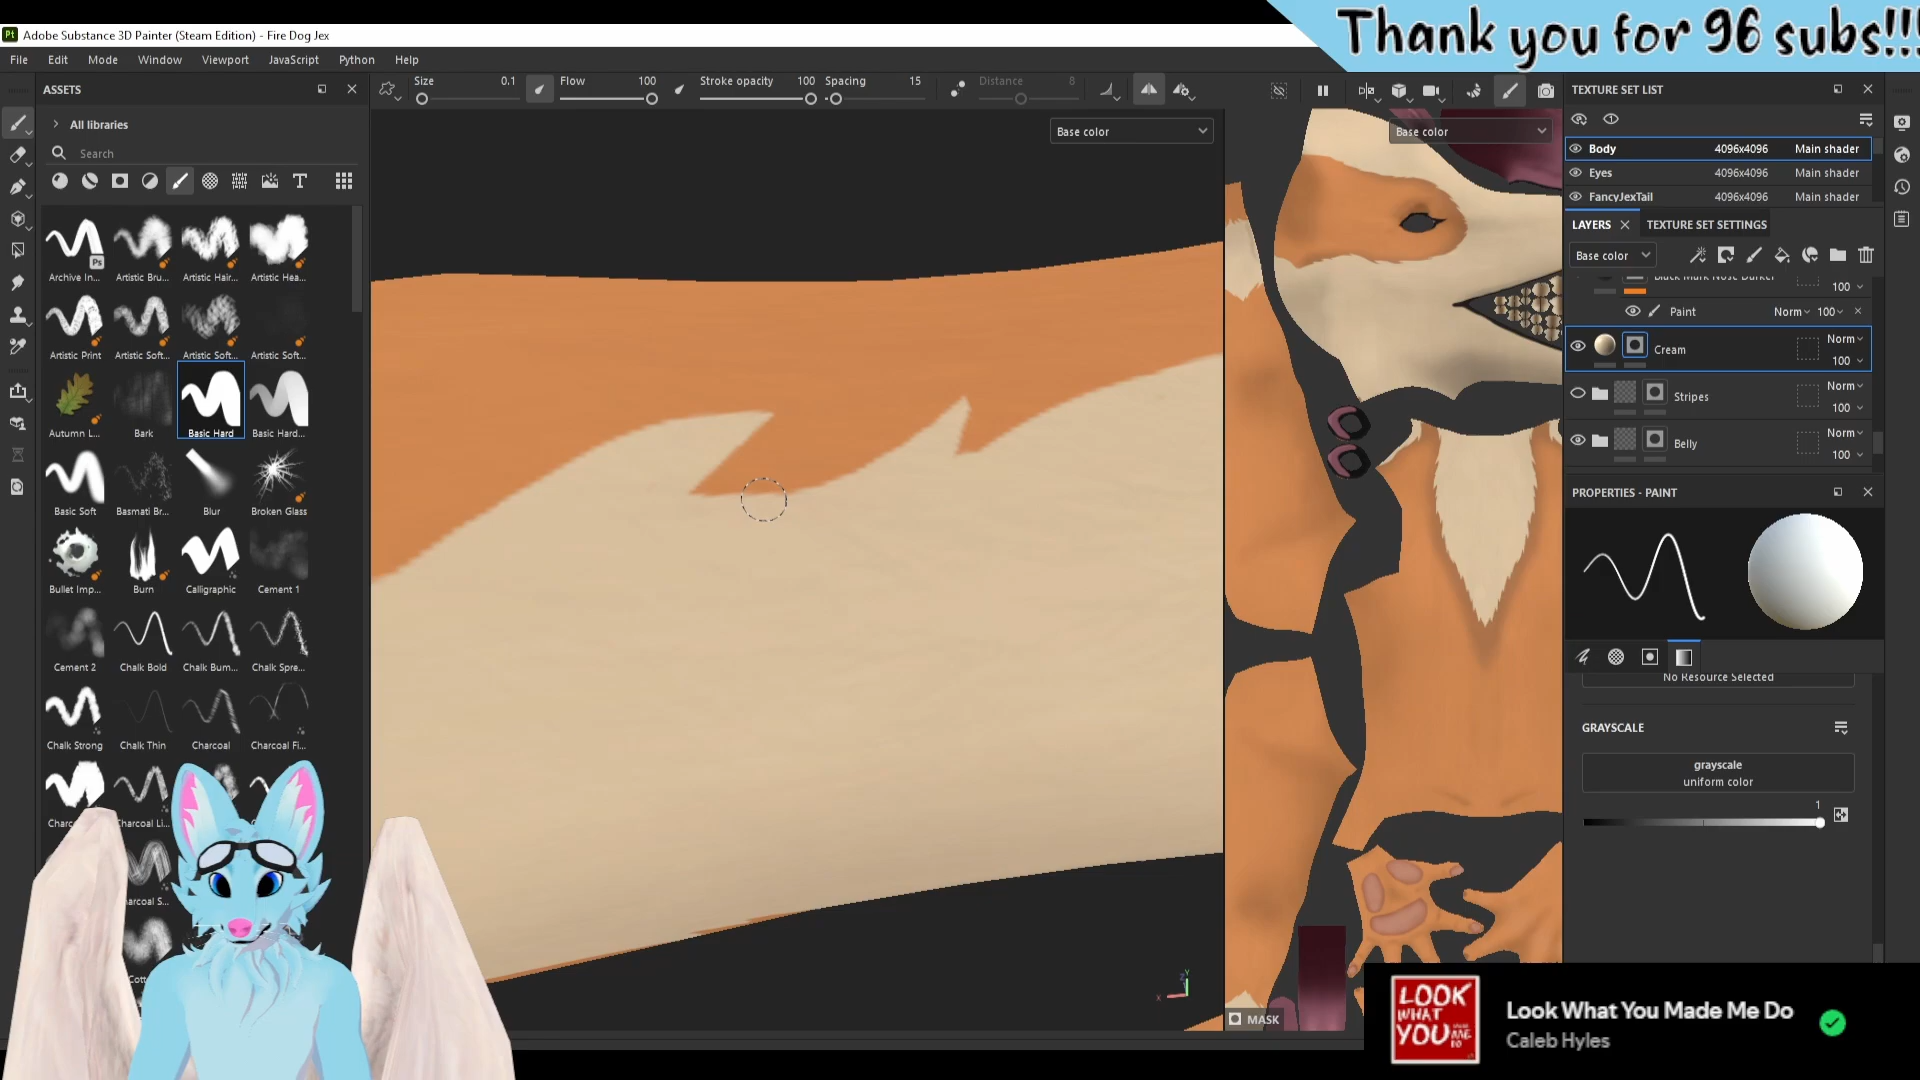 Thank you for 96 subs!!!
Pt Adobe Substance 3D Painter (Steam Edition) - Fire Dog Jex
File Edit Mode Window Viewport JavaScript Python Help
ASSETS
Size 0.1 Flow 100 Stroke opacity 100 Spacing 15 Distance 8
All libraries
Search
Archive In... Artistic Bru... Artistic Hair... Artistic Hea...
Ps
Artistic Print Artistic Soft... Artistic Soft... Artistic Soft...
Autumn L... Bark Basic Hard Basic Hard...
Basic Soft Basmati Br... Blur Broken Glass
Bullet Imp... Burn Calligraphic Cement 1
Cement 2 Chalk Bold Chalk Bum... Chalk Spre...
Chalk Strong Chalk Thin Charcoal Charcoal Fi...
Base color
Base color
MASK
TEXTURE SET LIST
Body 4096x4096 Main shader
Eyes 4096x4096 Main shader
FancyJexTail 4096x4096 Main shader
LAYERS TEXTURE SET SETTINGS
Base color
100
Paint Norm 100
Cream Norm
100
Stripes Norm
100
Belly Norm
100
PROPERTIES - PAINT
No Resource Selected
GRAYSCALE
grayscale
uniform color
1
LOOK
WHAT
YOU
Look What You Made Me Do
Caleb Hyles